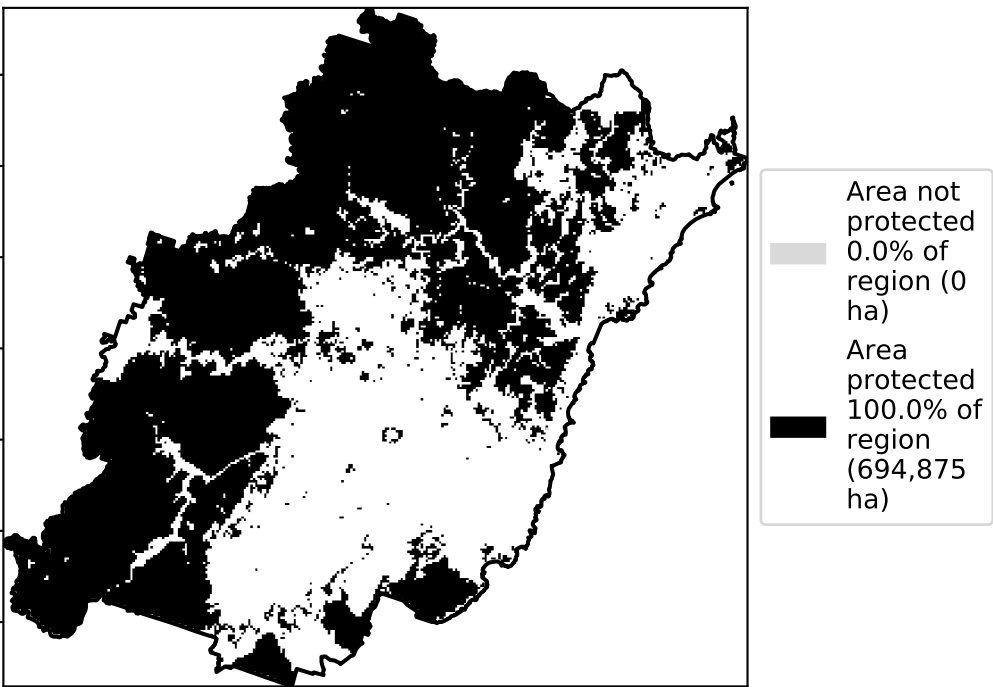 Area not
protected
0.0% of
region (0
ha)
Area
protected
100.0% of
region
(694,875
ha)